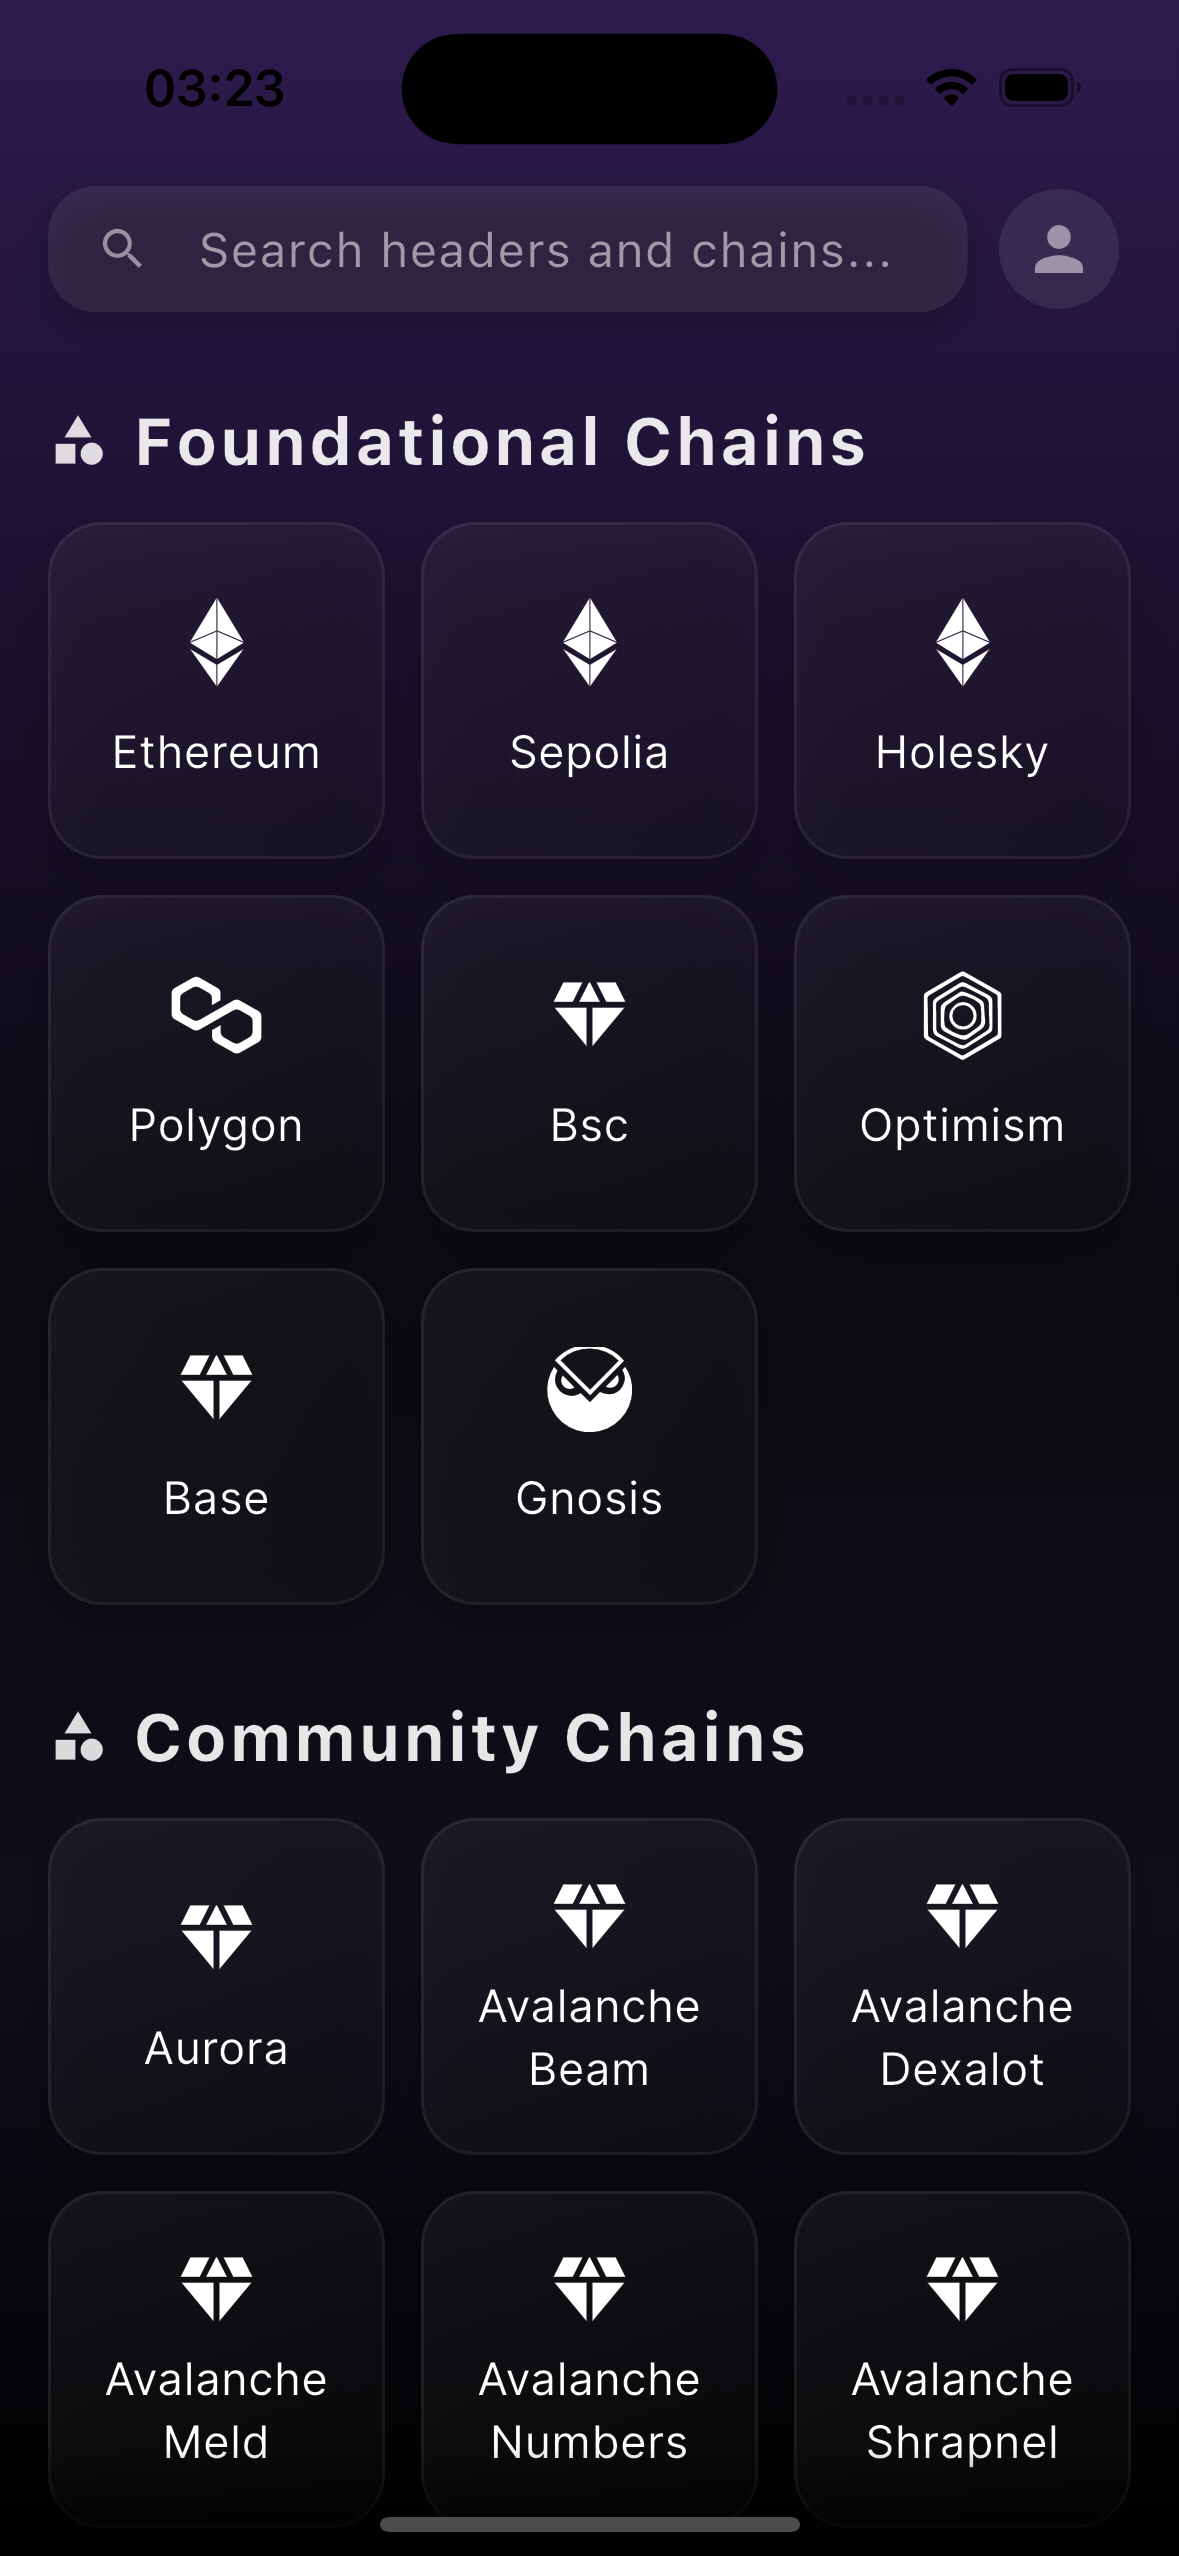 03:23
Search headers and chains...
Foundational Chains
Ethereum
Sepolia
Holesky
Polygon
Bsc
Optimism
Base
Gnosis
Community Chains
Aurora
Avalanche
Beam
Avalanche
Dexalot
Avalanche
Meld
Avalanche
Numbers
Avalanche
Shrapnel